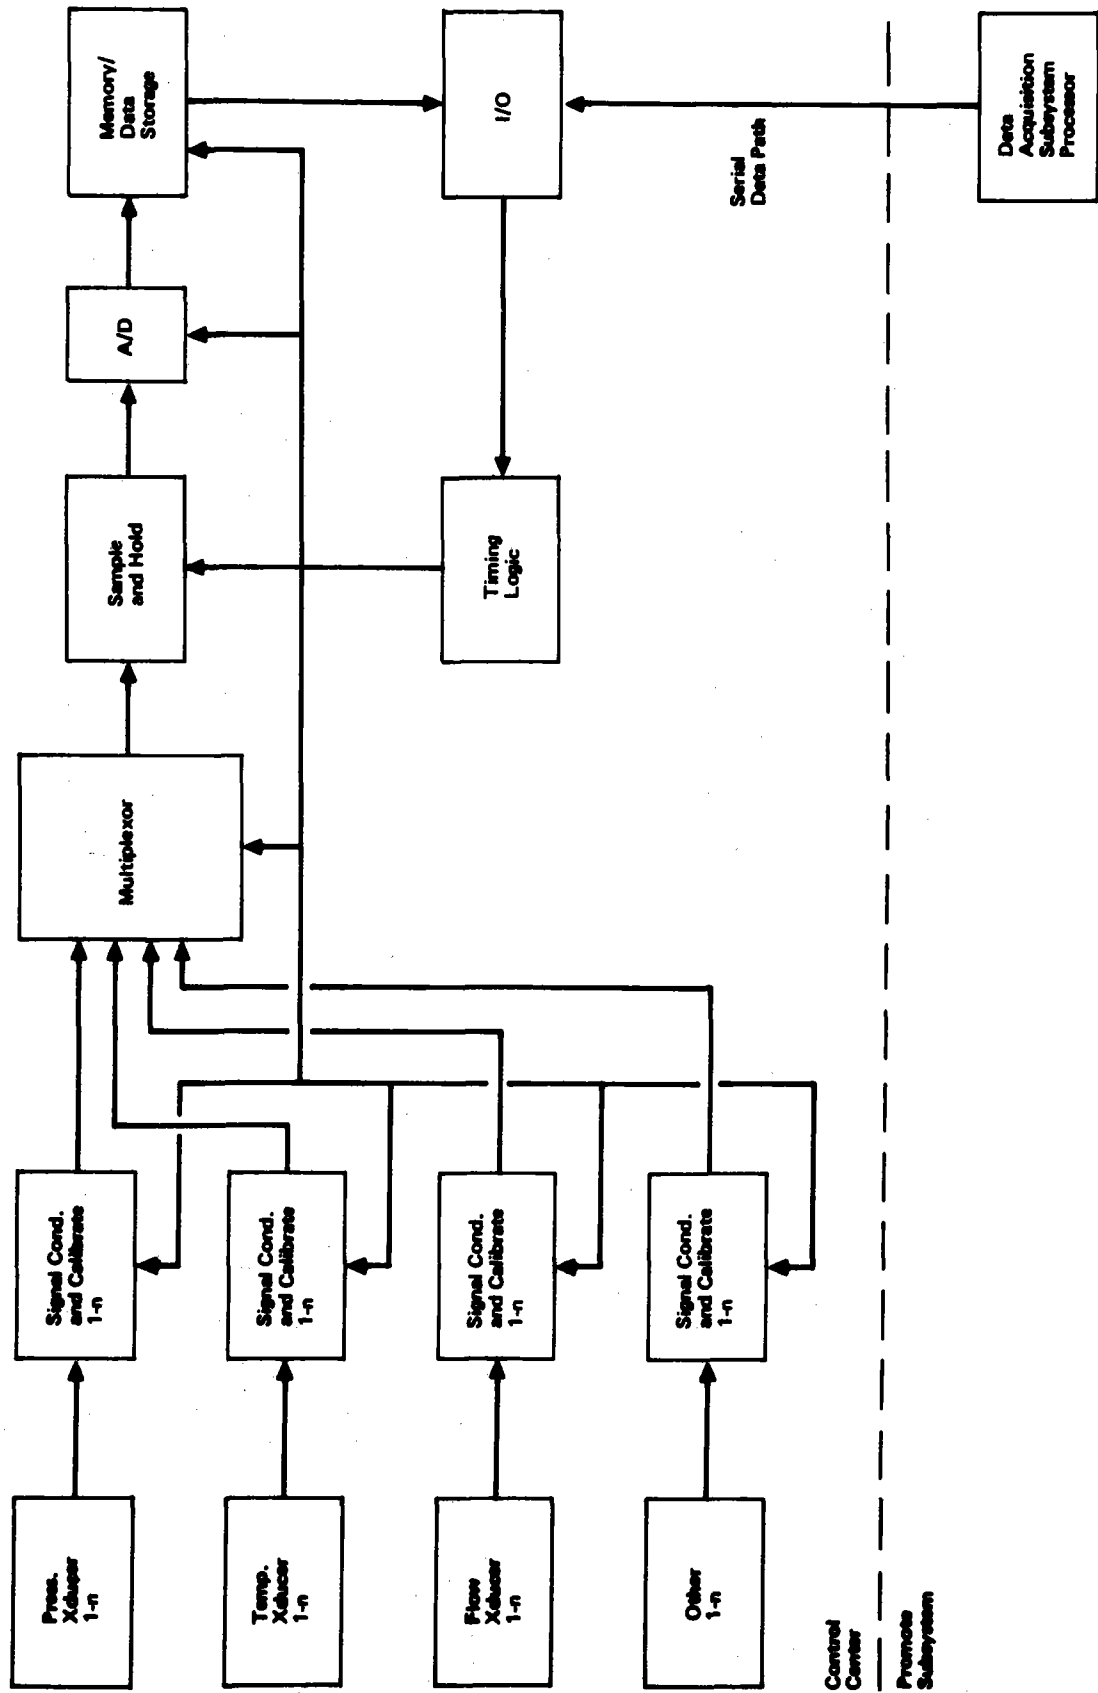 Pres.
Xducer
1-n
Signal Cond.
and Calibrate
1-n
Multiplexor
Sample
and Hold
A/D
Memory/
Data
Storage
Temp.
Xducer
1-n
Signal Cond.
and Calibrate
1-n
Flow
Xducer
1-n
Signal Cond.
and Calibrate
1-n
Timing
Logic
I/O
Other
1-n
Signal Cond.
and Calibrate
1-n
Serial
Data Path
Control
Center
Promote
Subsystem
Data
Acquisition
Subsystem
Processor